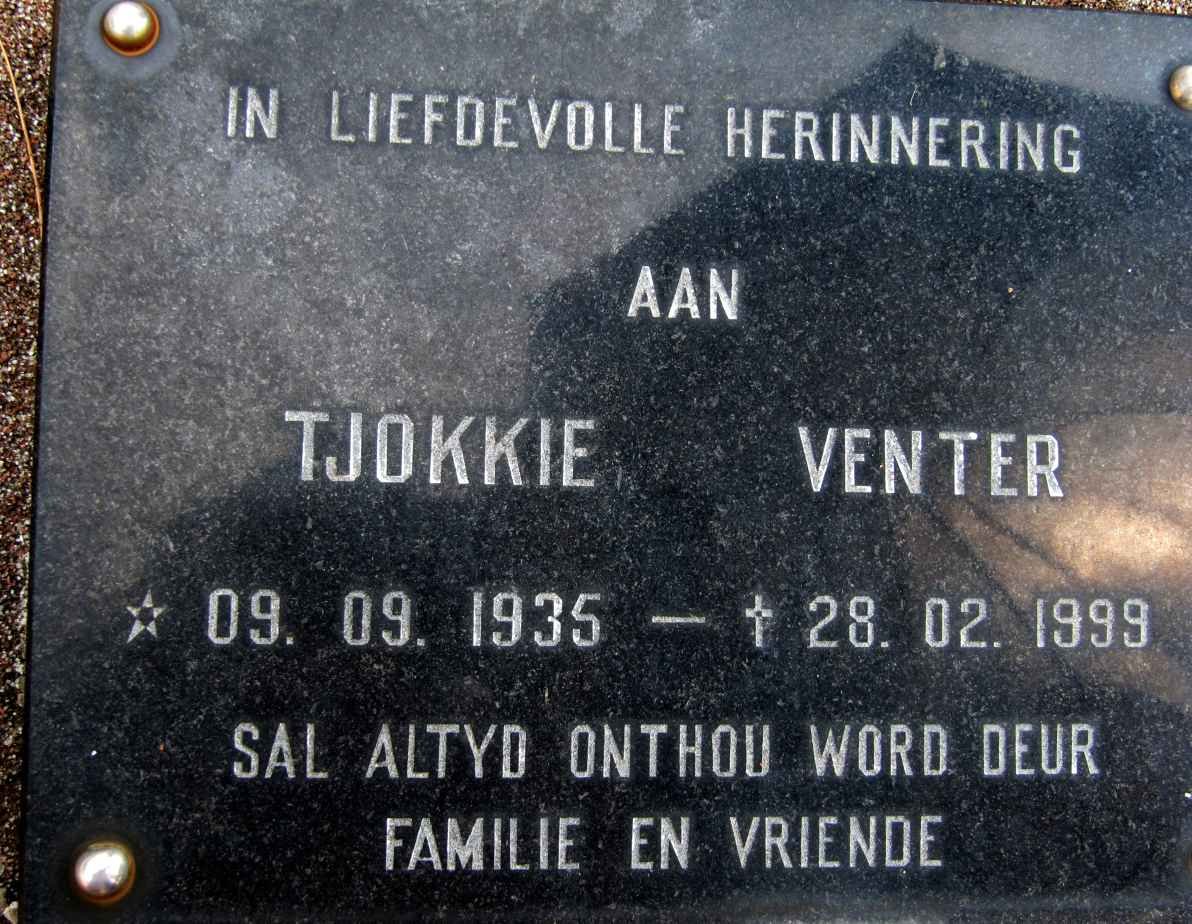 IN LIEFDEVOLLE HERINNERING
AAN
TJOKKIE VENTER
☆ 09. 09. 1935 — † 28. 02. 1999
SAL ALTYD ONTHOU WORD DEUR
FAMILIE EN VRIENDE